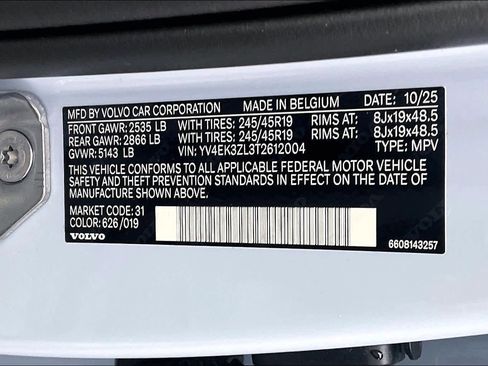 MFD BY VOLVO CAR CORPORATION MADE IN BELGIUM DATE: 10/25
FRONT GAWR: 2535 LB WITH TIRES: 245/45R19 RIMS AT: 8Jx19x48.5
REAR GAWR: 2866 LB WITH TIRES: 245/45R19 RIMS AT: 8Jx19x48.5
GVWR: 5143 LB VIN: YV4EK3ZL3T2612004 TYPE: MPV
THIS VEHICLE CONFORMS TO ALL APPLICABLE FEDERAL MOTOR VEHICLE
SAFETY AND THEFT PREVENTION STANDARDS IN EFFECT ON THE DATE OF
MANUFACTURE SHOWN ABOVE.
MARKET CODE: 31
COLOR: 626/019
VOLVO 6608143257